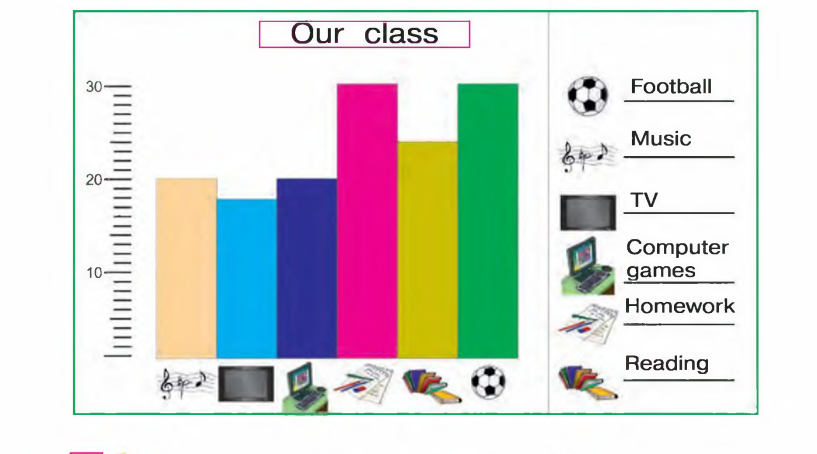 Our class
30
20
10
Football
Music
TV
Computer
games
Homework
Reading